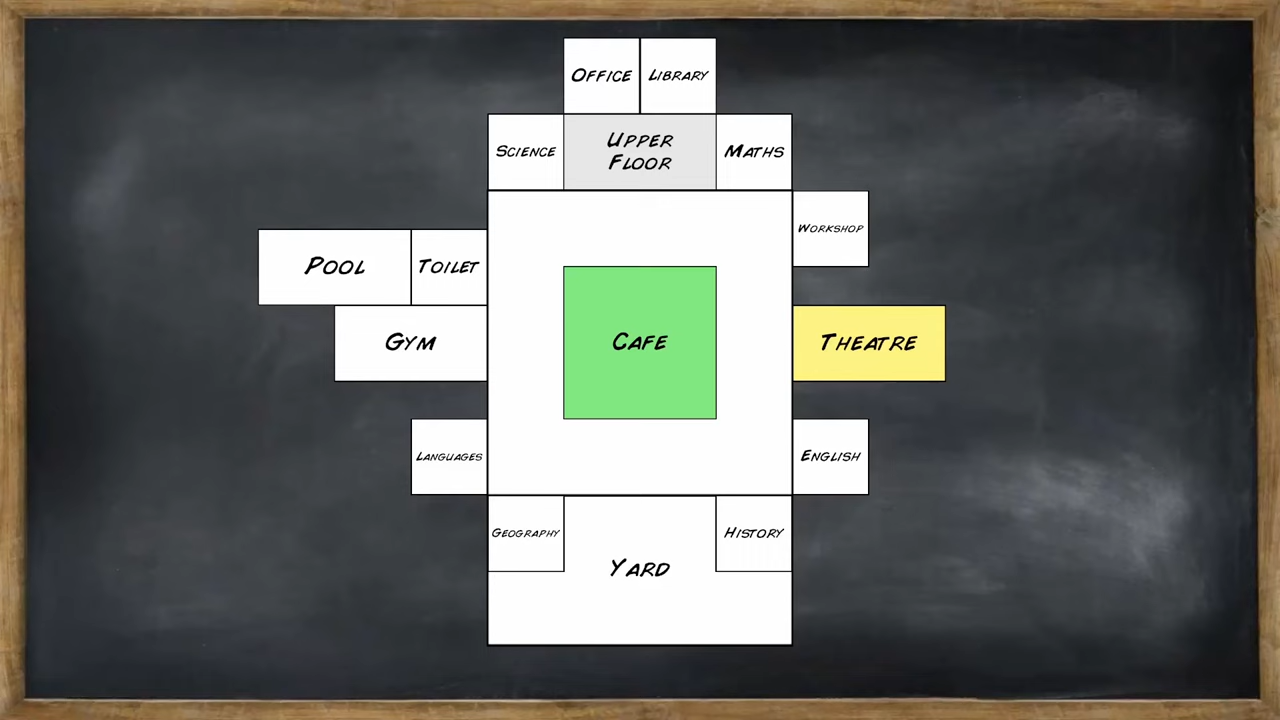 OFFICE LIBRARY
SCIENCE
UPPER
FLOOR
MATHS
WORKSHOP
POOL
TOILET
GYM
CAFE
THEATRE
LANGUAGES
ENGLISH
GEOGRAPHY
HISTORY
YARD